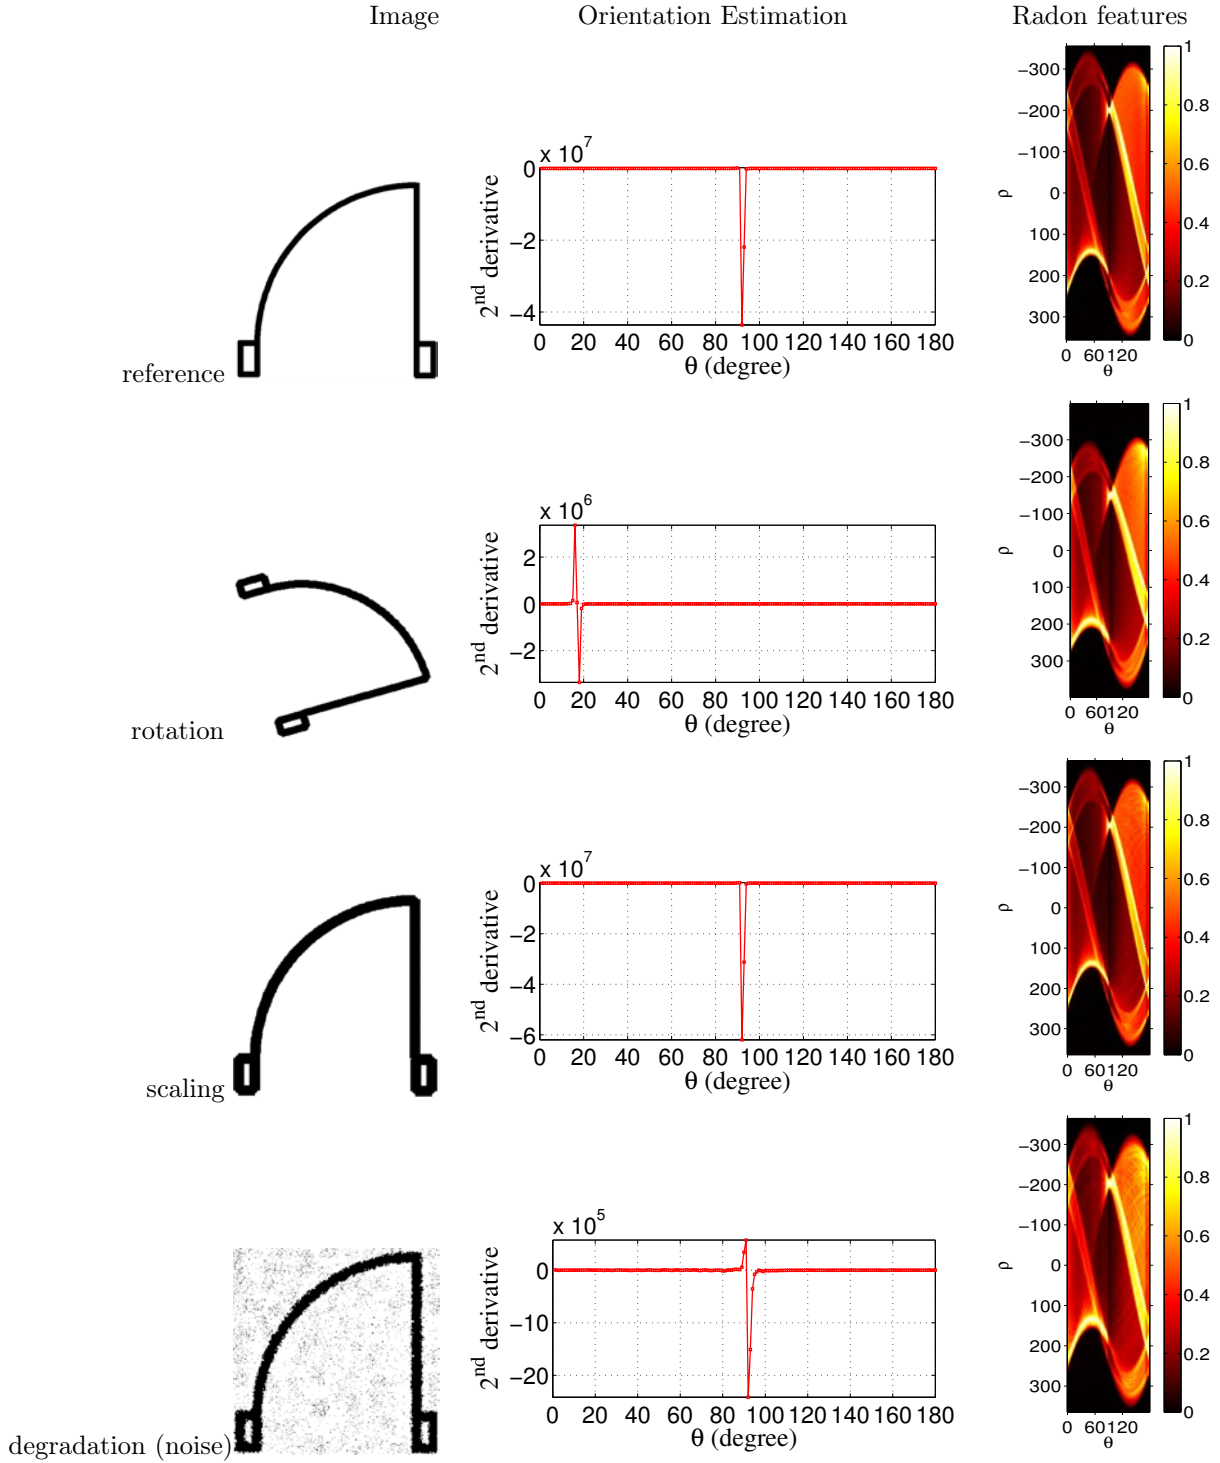 Image Orientation Estimation Radon features
reference
x 10^7
0
−2
−4
2^nd derivative
0 20 40 60 80 100 120 140 160 180
θ (degree)
−300
−200
−100
0
100
200
300
ρ
0 60 120
θ
1
0.8
0.6
0.4
0.2
0
rotation
x 10^6
2
0
−2
2^nd derivative
0 20 40 60 80 100 120 140 160 180
θ (degree)
−300
−200
−100
0
100
200
300
ρ
0 60 120
θ
1
0.8
0.6
0.4
0.2
0
scaling
x 10^7
0
−2
−4
−6
2^nd derivative
0 20 40 60 80 100 120 140 160 180
θ (degree)
−300
−200
−100
0
100
200
300
ρ
0 60 120
θ
1
0.8
0.6
0.4
0.2
0
degradation (noise)
x 10^5
0
−10
−20
2^nd derivative
0 20 40 60 80 100 120 140 160 180
θ (degree)
−300
−200
−100
0
100
200
300
ρ
0 60 120
θ
1
0.8
0.6
0.4
0.2
0